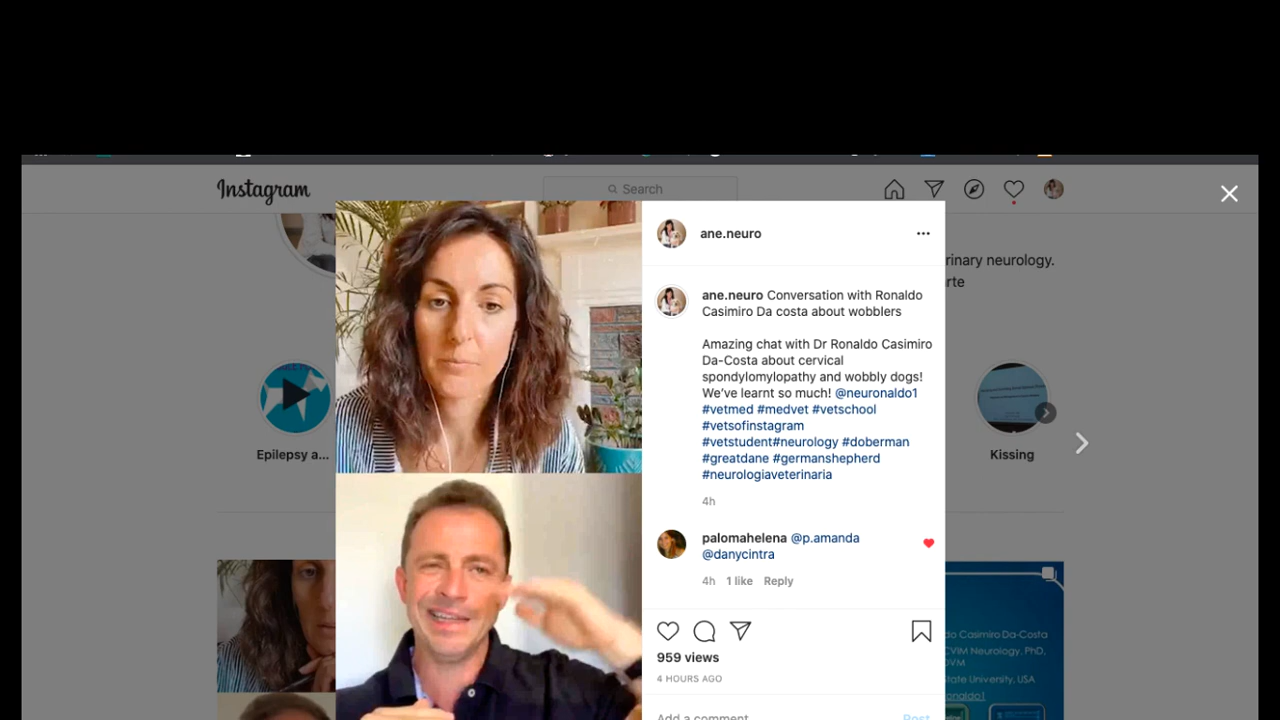 Instagram
Search
ane.neuro
rinary neurology.
rte
ane.neuro Conversation with Ronaldo
Casimiro Da costa about wobblers
Amazing chat with Dr Ronaldo Casimiro
Da-Costa about cervical
spondylomylopathy and wobbly dogs!
We've learnt so much! @neuronaldo1
#vetmed #medvet #vetschool
#vetsofinstagram
#vetstudent#neurology #doberman
#greatdane #germanshepherd
#neurologiaveterinaria
4h
Epilepsy a...
Kissing
palomahelena @p.amanda
@danycintra
4h 1 like Reply
do Casimiro Da-Costa
CVIM Neurology, PhD,
DVM
State University, USA
onaldo1
959 views
4 HOURS AGO
Add a comment
Post